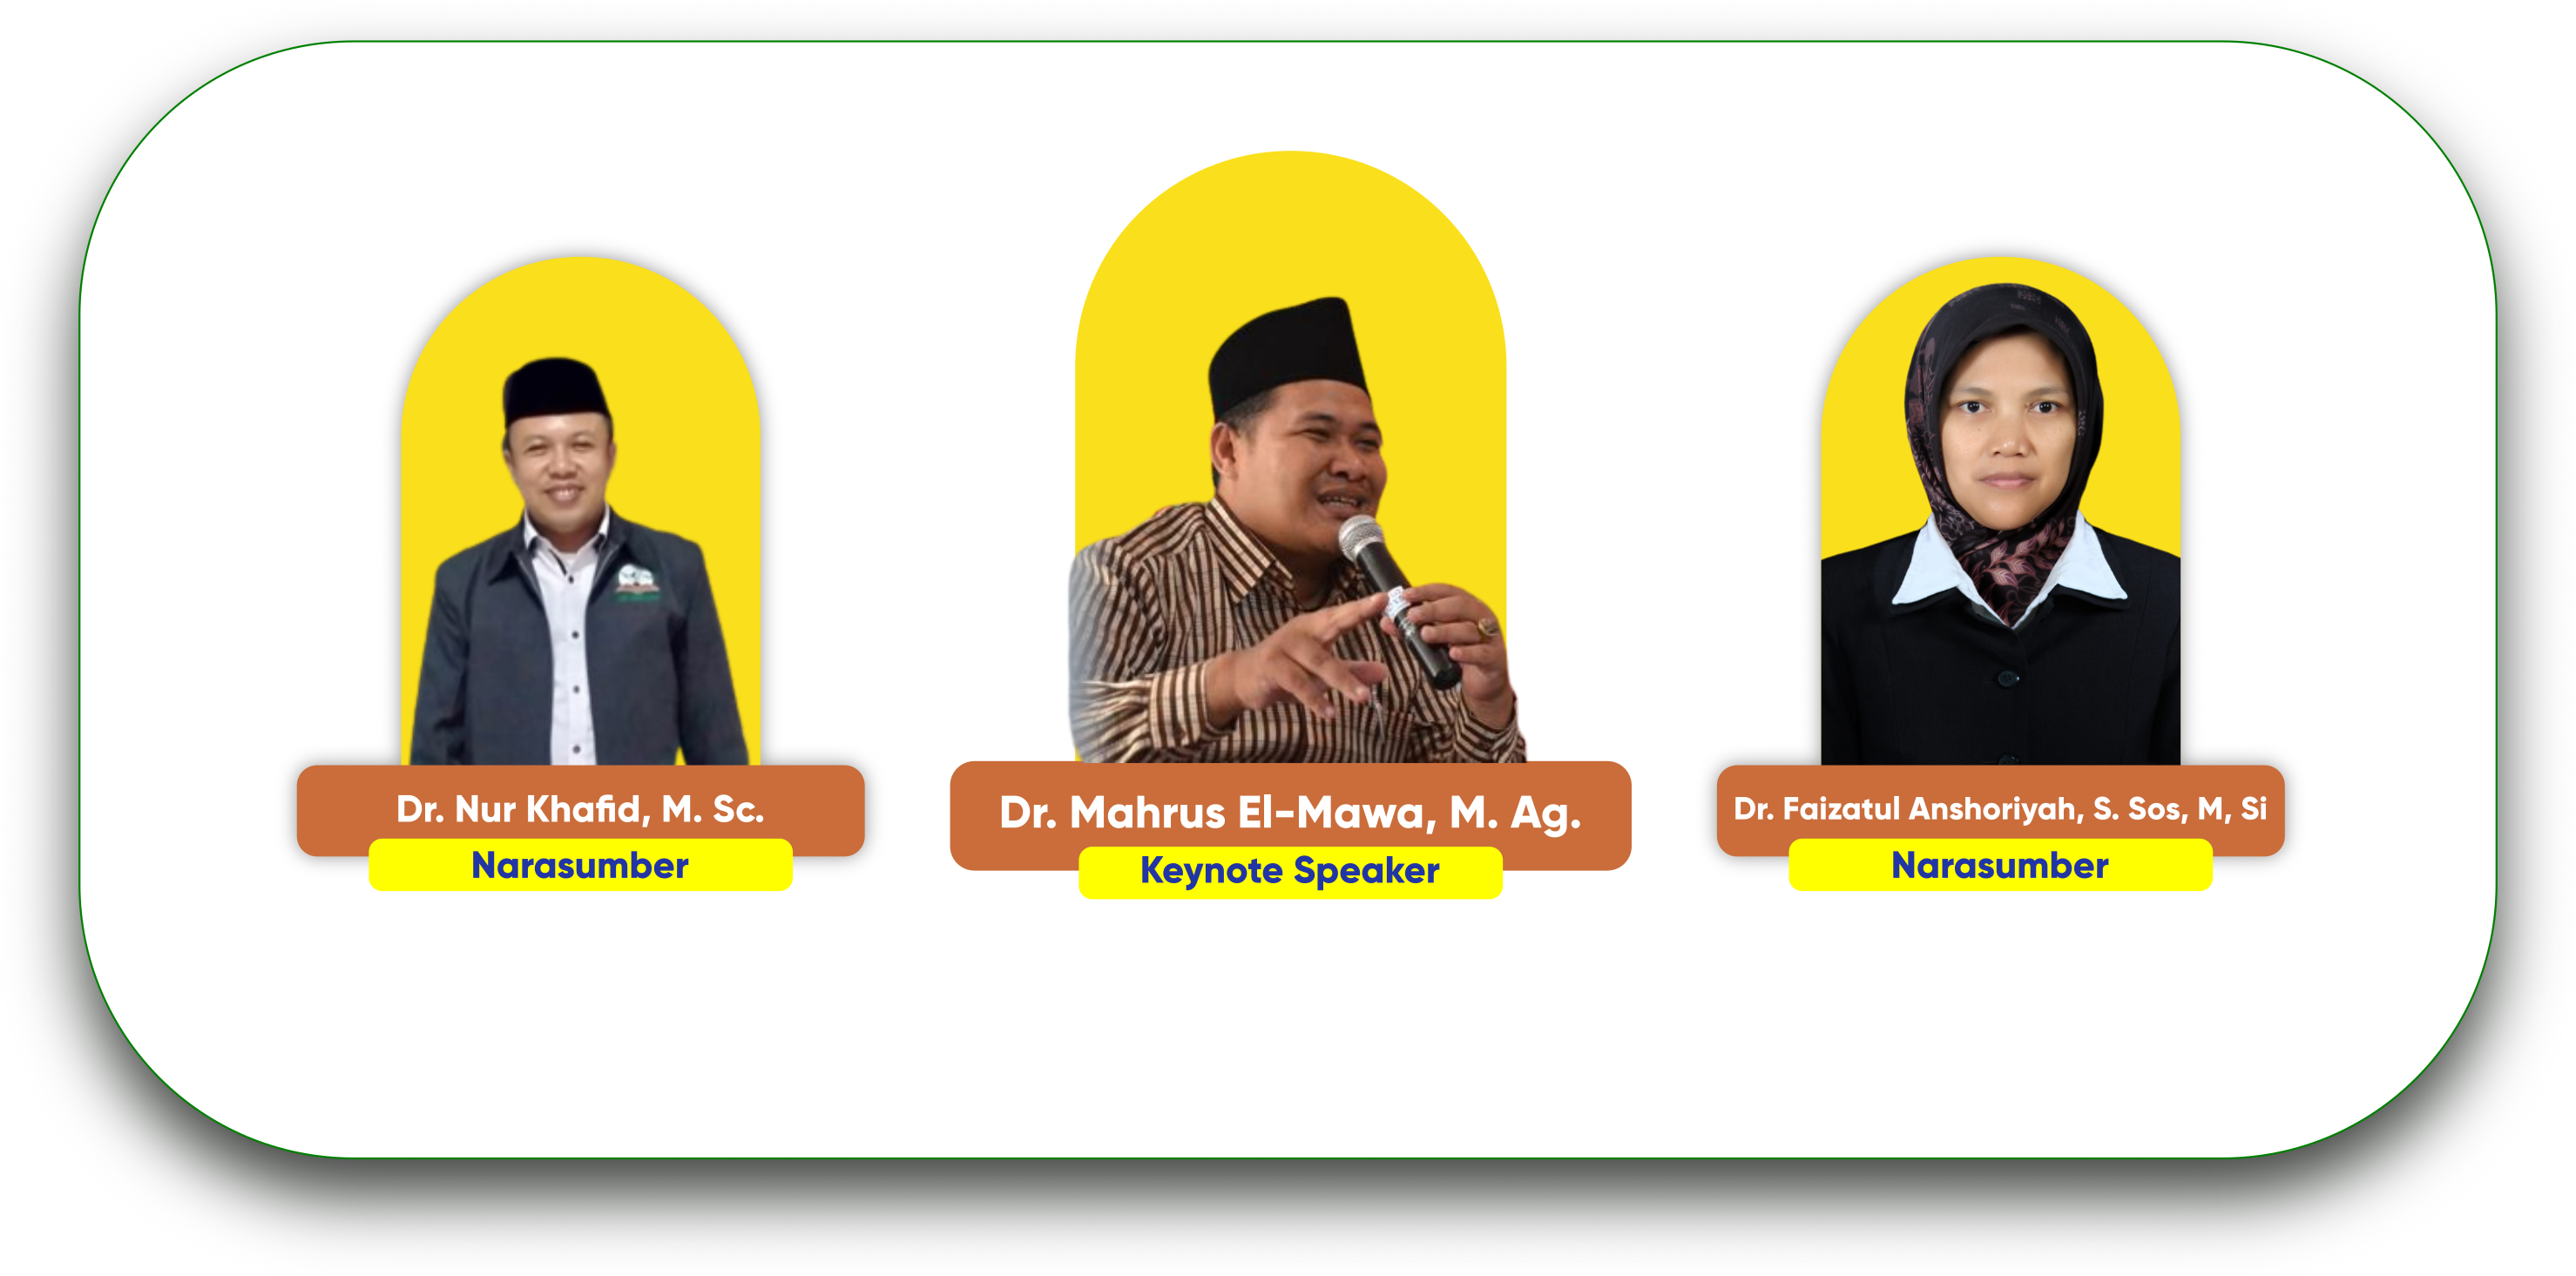 Dr. Nur Khafid, M. Sc.
Narasumber
Dr. Mahrus El-Mawa, M. Ag.
Keynote Speaker
Dr. Faizatul Anshoriyah, S. Sos, M, Si
Narasumber